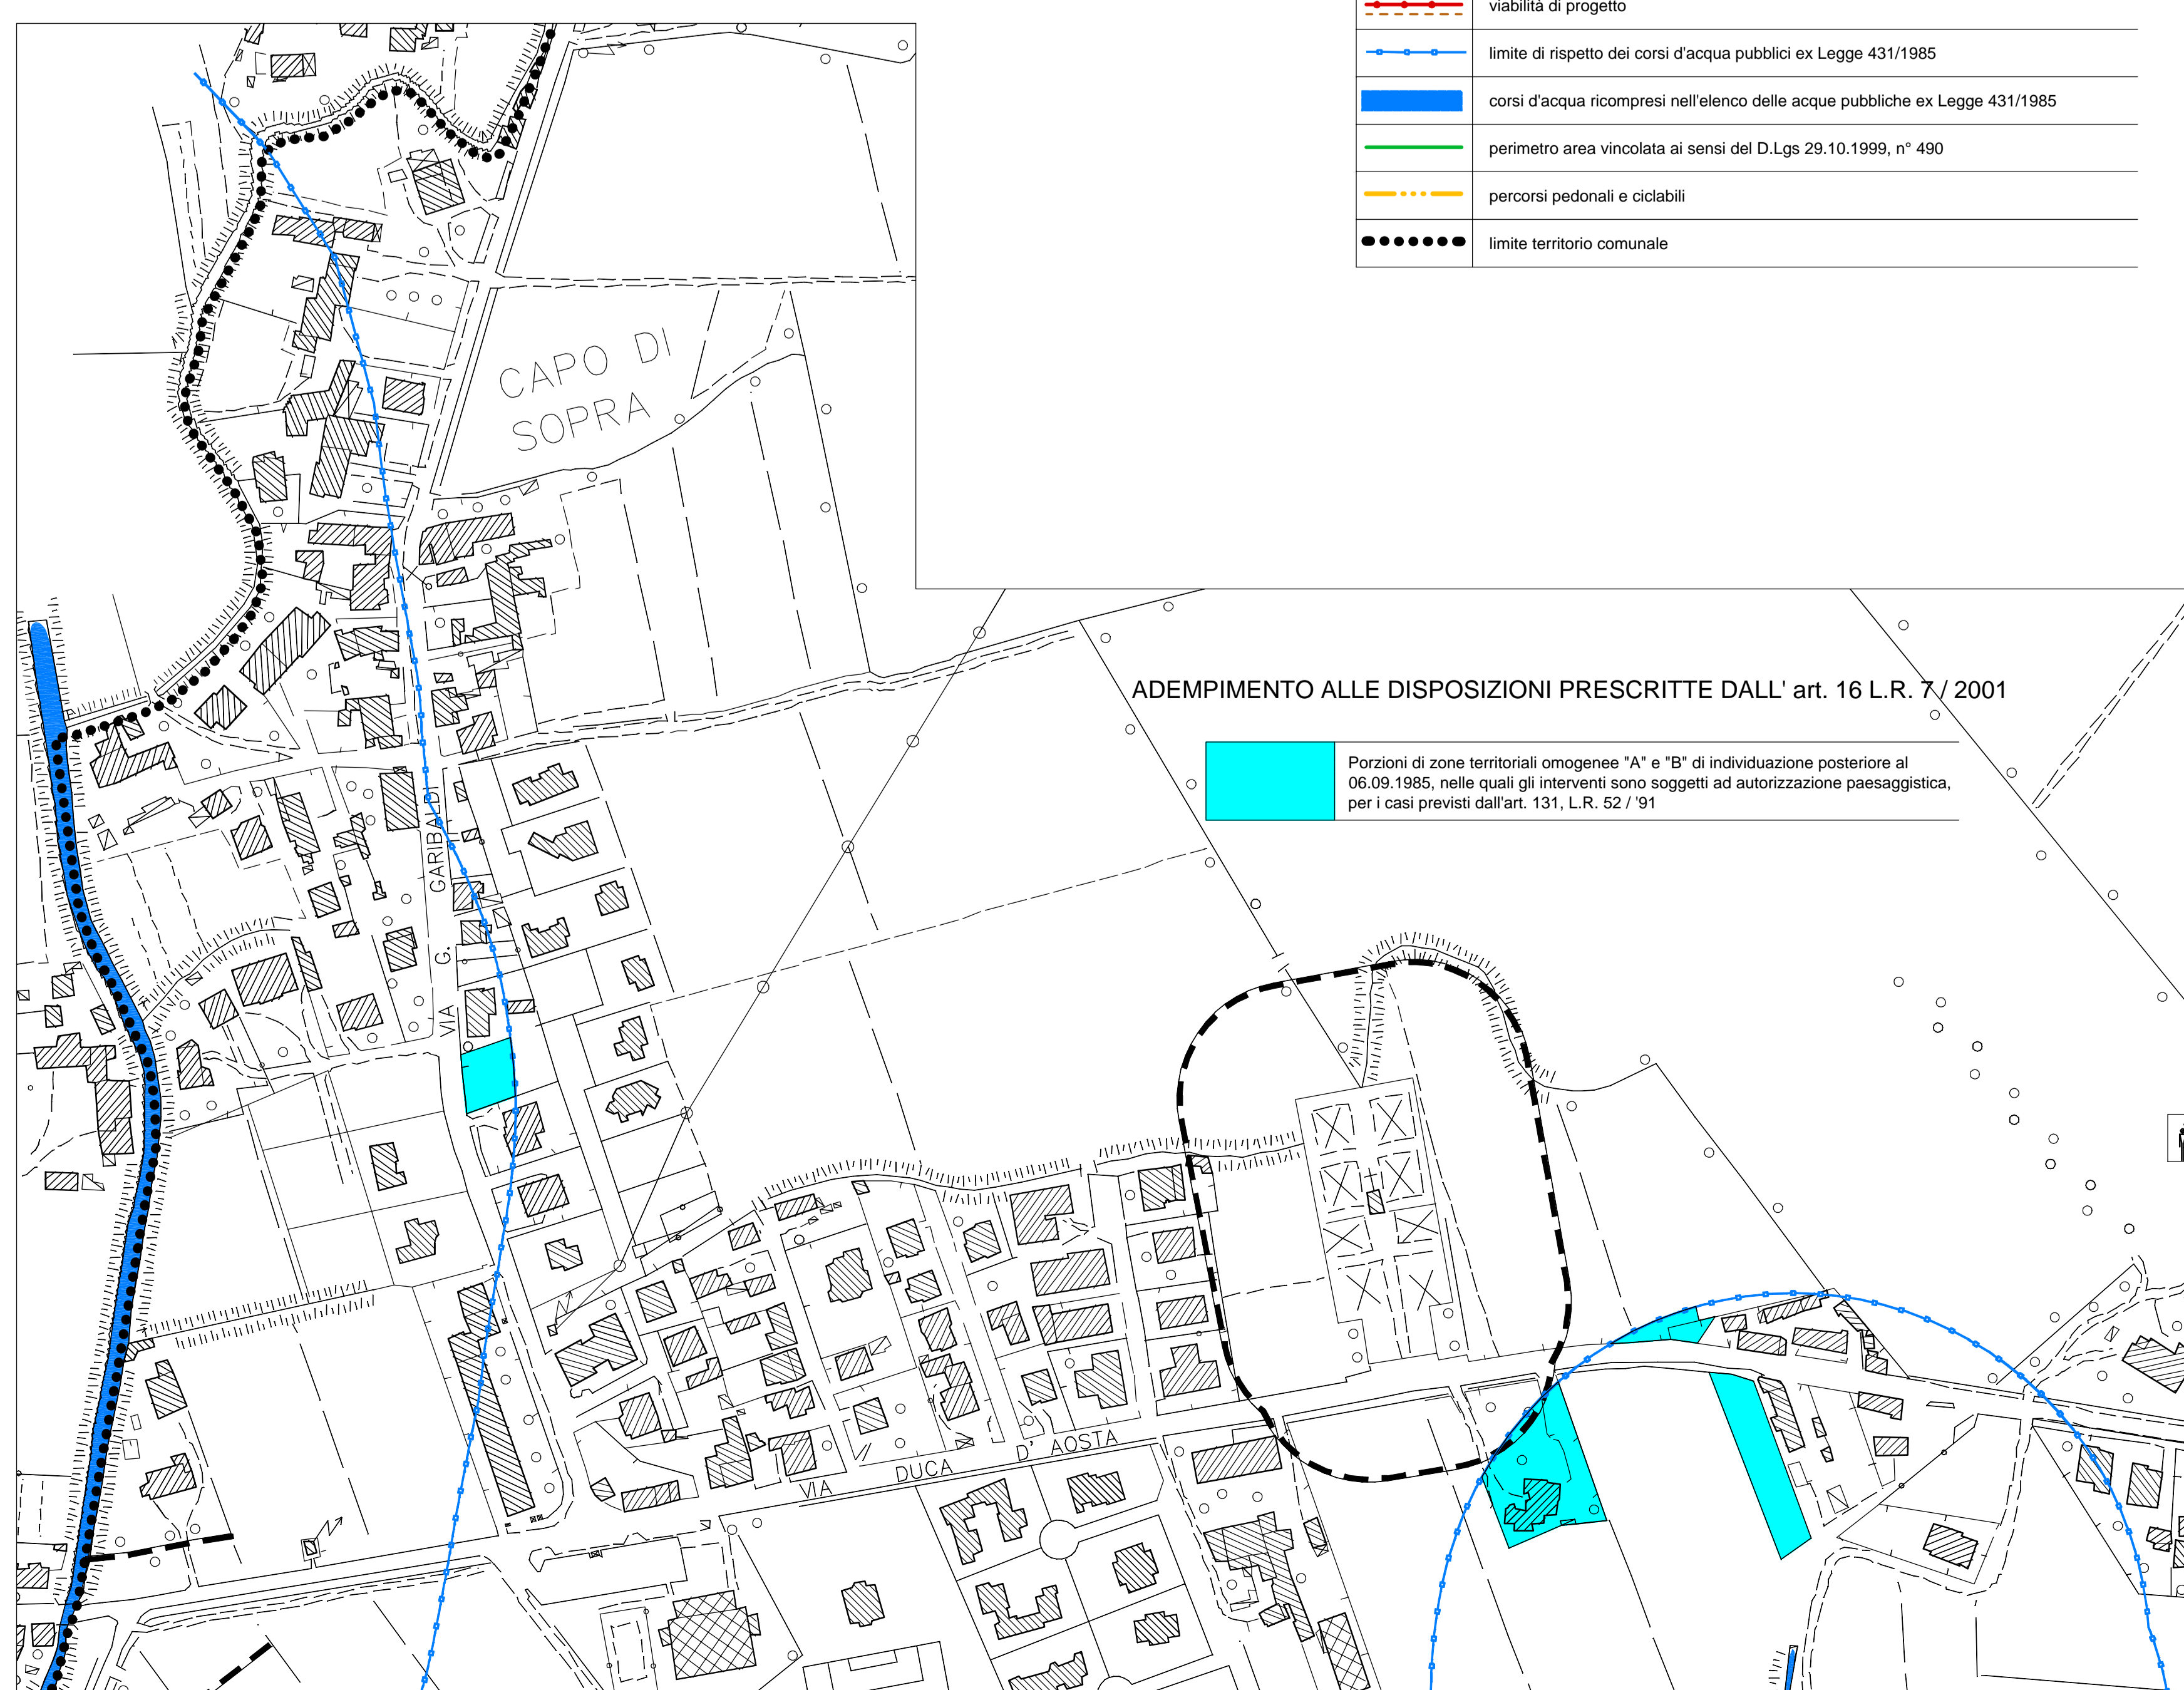 viabilità di progetto
limite di rispetto dei corsi d'acqua pubblici ex Legge 431/1985
corsi d'acqua ricompresi nell'elenco delle acque pubbliche ex Legge 431/1985
perimetro area vincolata ai sensi del D.Lgs 29.10.1999, n° 490
percorsi pedonali e ciclabili
limite territorio comunale
CAPO DI
SOPRA
ADEMPIMENTO ALLE DISPOSIZIONI PRESCRITTE DALL' art. 16 L.R. 7 / 2001
Porzioni di zone territoriali omogenee "A" e "B" di individuazione posteriore al
06.09.1985, nelle quali gli interventi sono soggetti ad autorizzazione paesaggistica,
per i casi previsti dall'art. 131, L.R. 52 / '91
VIA G. GARIBALDI
VIA DUCA D' AOSTA